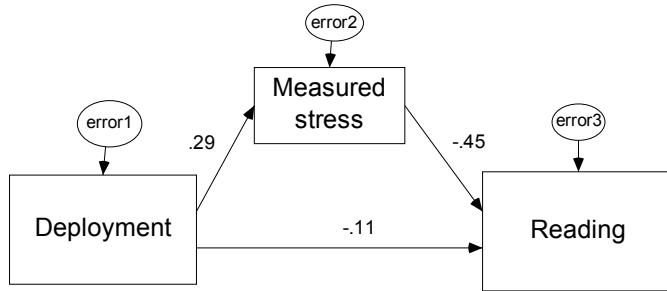 error2
Measured
stress
error1
error3
.29
-.45
Deployment
-.11
Reading